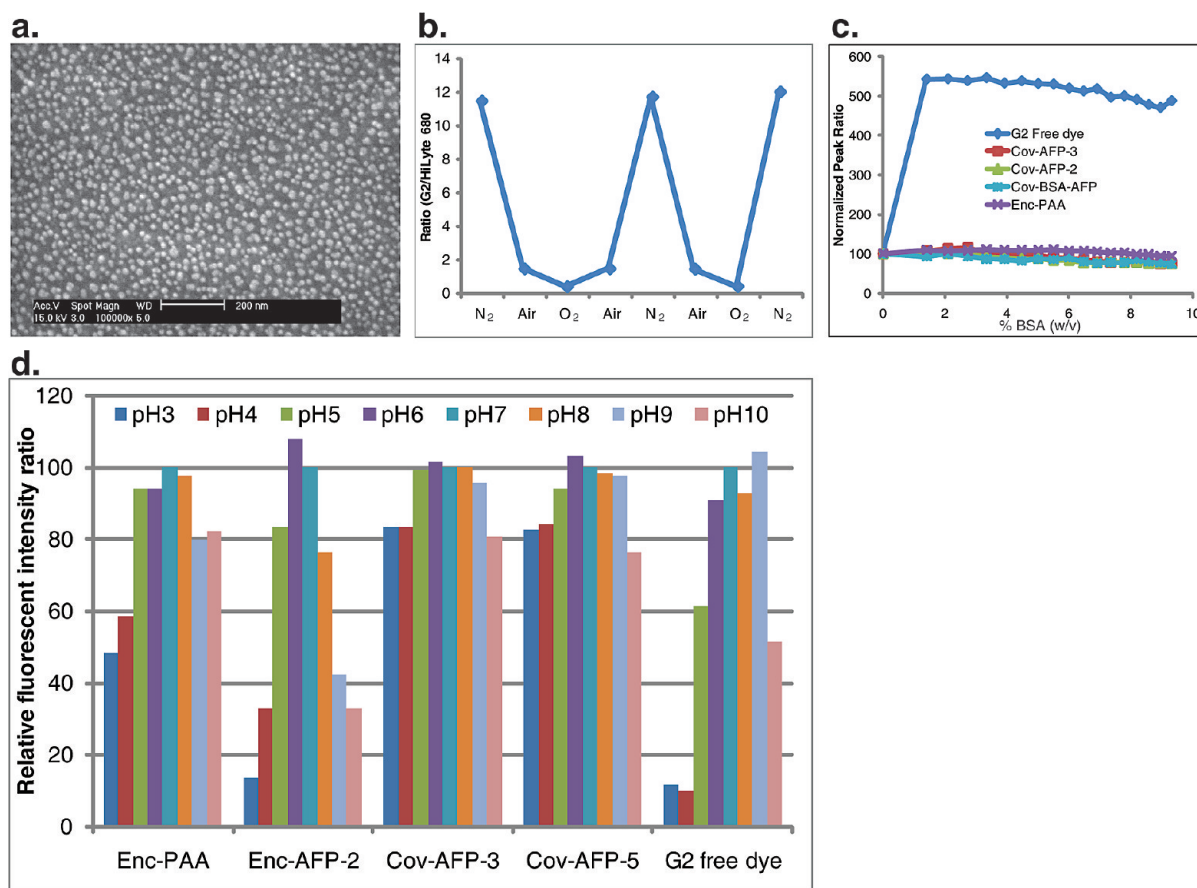 a.
Acc.V Spot Magn WD 200 nm
15.0 kV 3.0 100000x 5.0
b.
Ratio (G2/HiLyte 680
14
12
10
8
6
4
2
0
N₂ Air O₂ Air N₂ Air O₂ N₂
c.
Normalized Peak Ratio
600
500
400
300
200
100
0
G2 Free dye
Cov-AFP-3
Cov-AFP-2
Cov-BSA-AFP
Enc-PAA
0 2 4 6 8 10
% BSA (w/v)
d.
Relative fluorescent intensity ratio
120
100
80
60
40
20
0
pH3 pH4 pH5 pH6 pH7 pH8 pH9 pH10
Enc-PAA Enc-AFP-2 Cov-AFP-3 Cov-AFP-5 G2 free dye